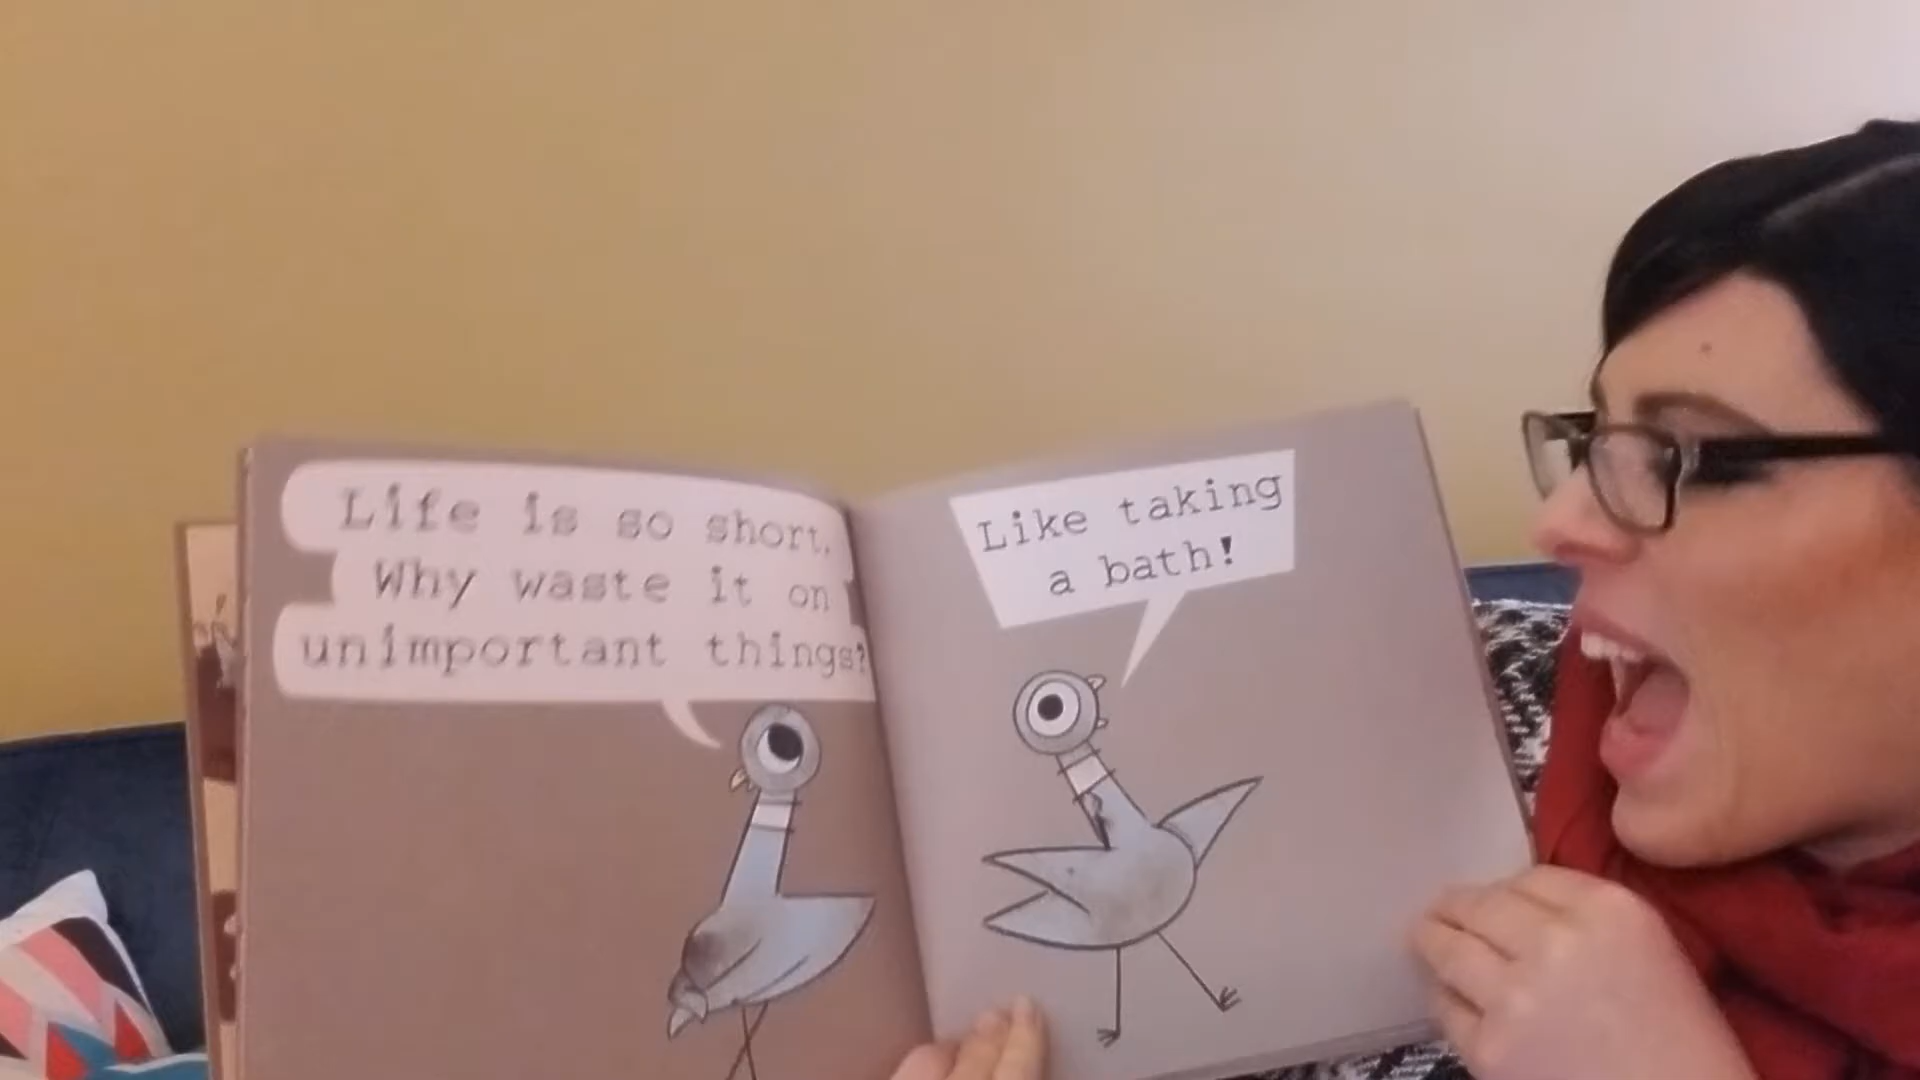 Life is so short.
Why waste it on
unimportant things?
Like taking
a bath!